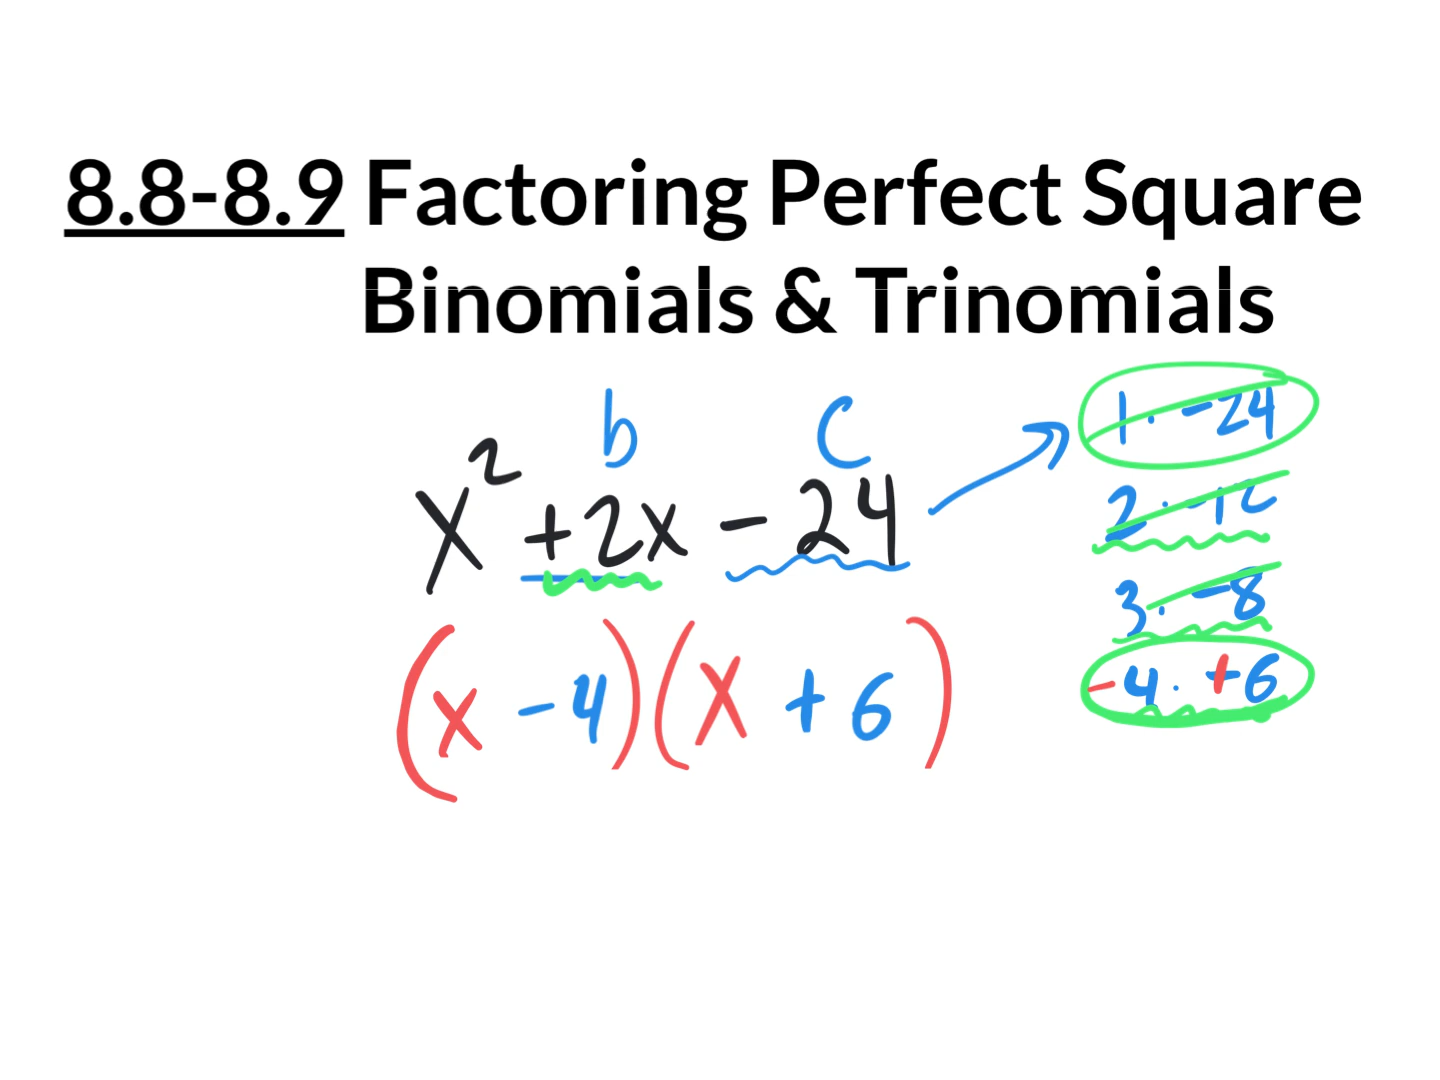 8.8-8.9 Factoring Perfect Square
Binomials & Trinomials
b c
x² +2x - 24
(x - 4)(x + 6)
1 · -24
2 · -12
3 · -8
-4 · +6